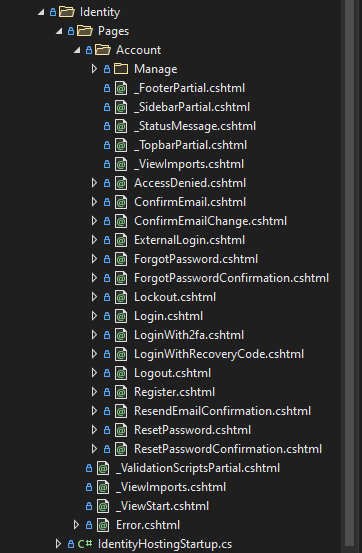 Identity
Pages
Account
Manage
_FooterPartial.cshtml
_SidebarPartial.cshtml
_StatusMessage.cshtml
_TopbarPartial.cshtml
_ViewImports.cshtml
AccessDenied.cshtml
ConfirmEmail.cshtml
ConfirmEmailChange.cshtml
ExternalLogin.cshtml
ForgotPassword.cshtml
ForgotPasswordConfirmation.cshtml
Lockout.cshtml
Login.cshtml
LoginWith2fa.cshtml
LoginWithRecoveryCode.cshtml
Logout.cshtml
Register.cshtml
ResendEmailConfirmation.cshtml
ResetPassword.cshtml
ResetPasswordConfirmation.cshtml
_ValidationScriptsPartial.cshtml
_ViewImports.cshtml
_ViewStart.cshtml
Error.cshtml
C# IdentityHostingStartup.cs